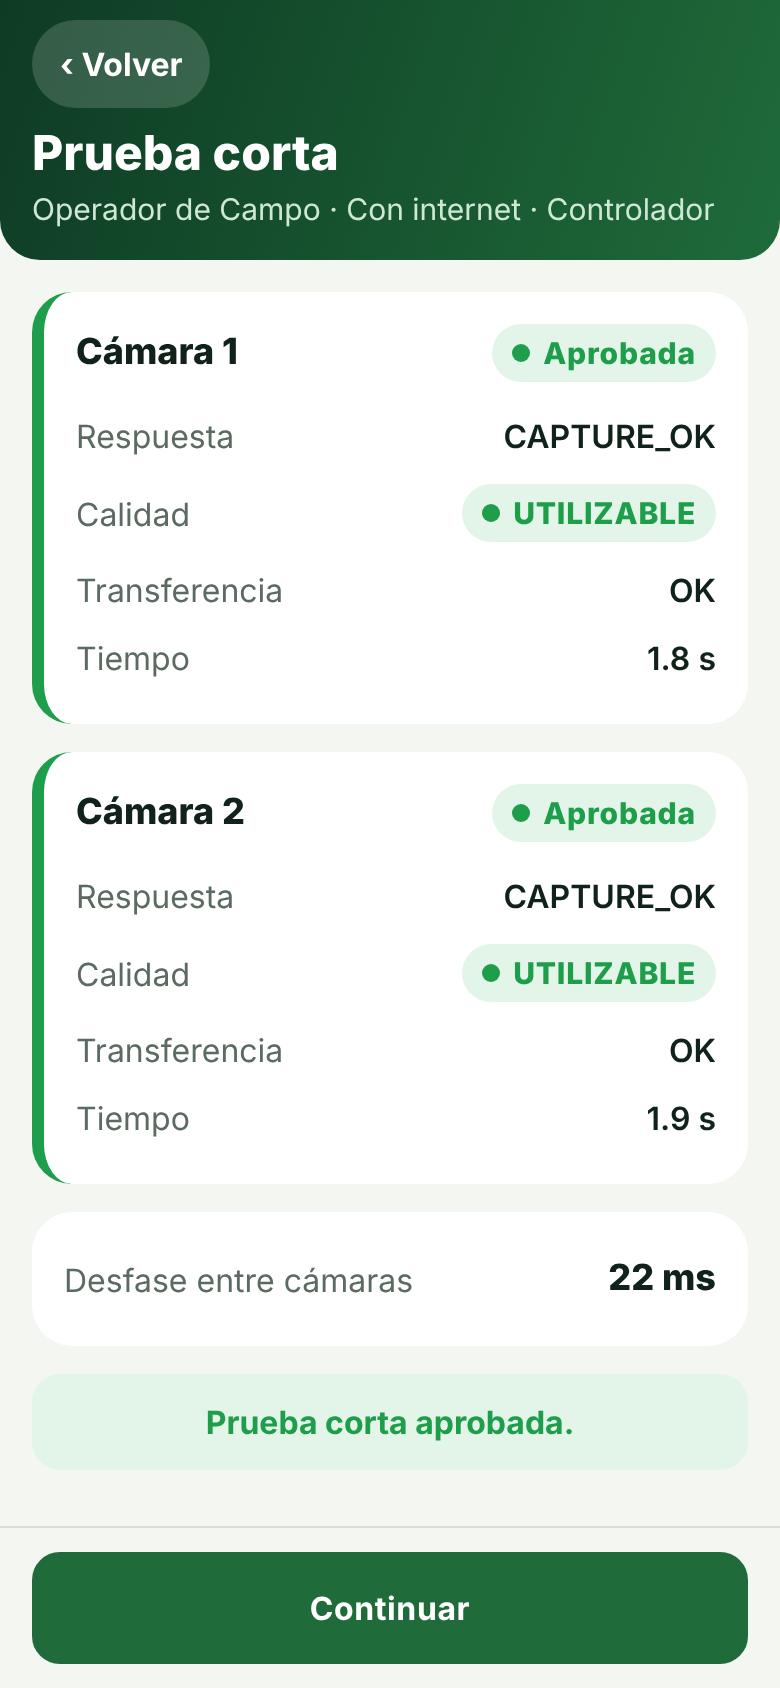 ‹ Volver
Prueba corta
Operador de Campo · Con internet · Controlador
Cámara 1
Aprobada
Respuesta CAPTURE_OK
Calidad UTILIZABLE
Transferencia OK
Tiempo 1.8 s
Cámara 2
Aprobada
Respuesta CAPTURE_OK
Calidad UTILIZABLE
Transferencia OK
Tiempo 1.9 s
Desfase entre cámaras 22 ms
Prueba corta aprobada.
Continuar